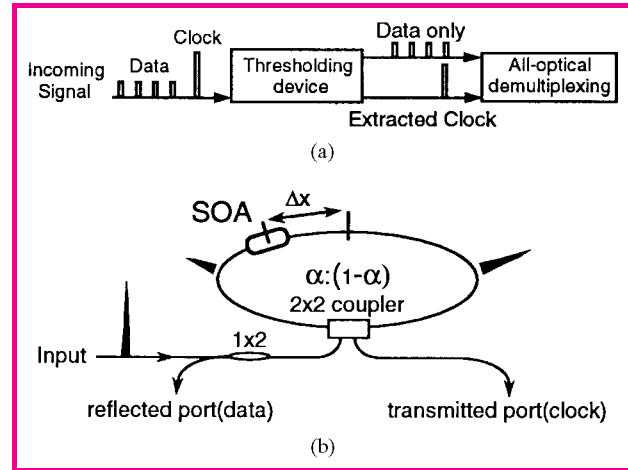 Incoming
Signal
Data
Clock
Thresholding
device
Data only
Extracted Clock
All-optical
demultiplexing
(a)
SOA
Δx
α:(1-α)
2x2 coupler
Input
1x2
reflected port(data)
transmitted port(clock)
(b)